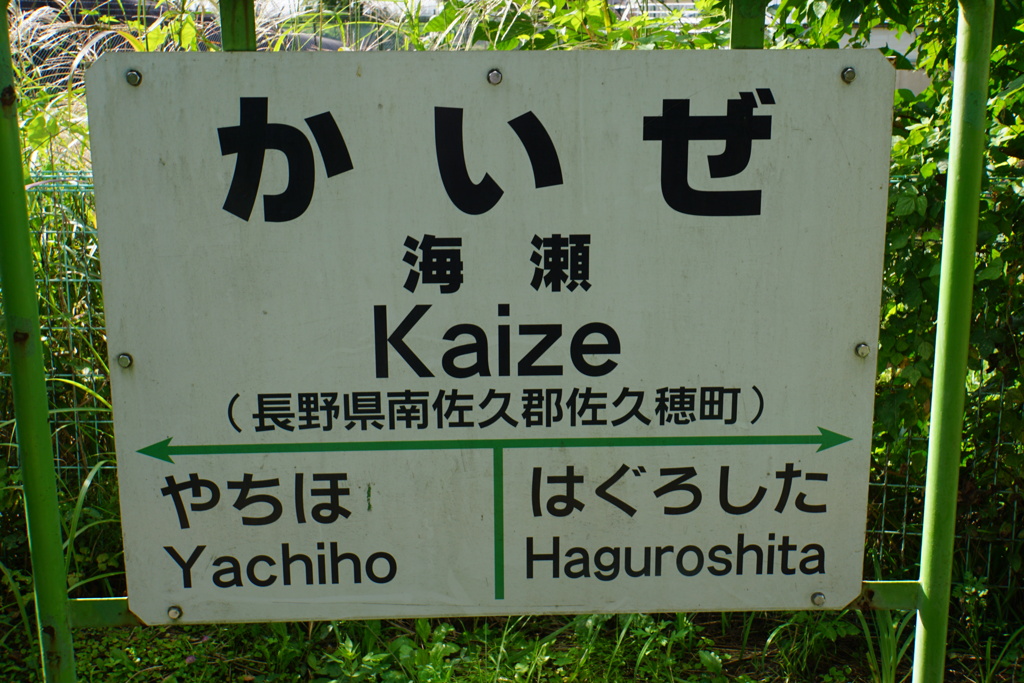 かいぜ
海瀬
Kaize
(長野県南佐久郡佐久穂町)
やちほ はぐろした
Yachiho Haguroshita